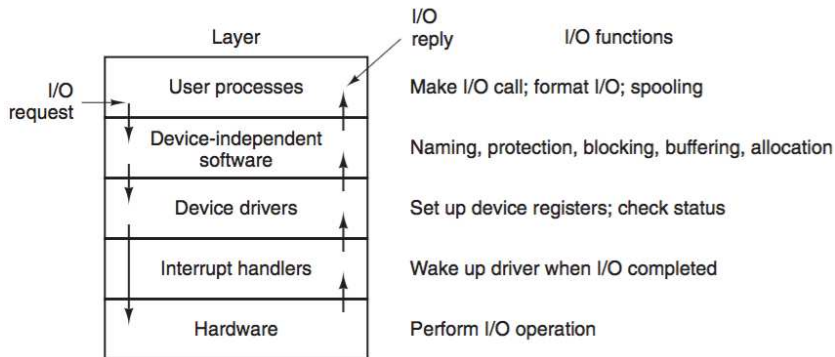 I/O
reply
Layer
I/O functions
I/O
request
User processes
Make I/O call; format I/O; spooling
Device-independent
software
Naming, protection, blocking, buffering, allocation
Device drivers
Set up device registers; check status
Interrupt handlers
Wake up driver when I/O completed
Hardware
Perform I/O operation